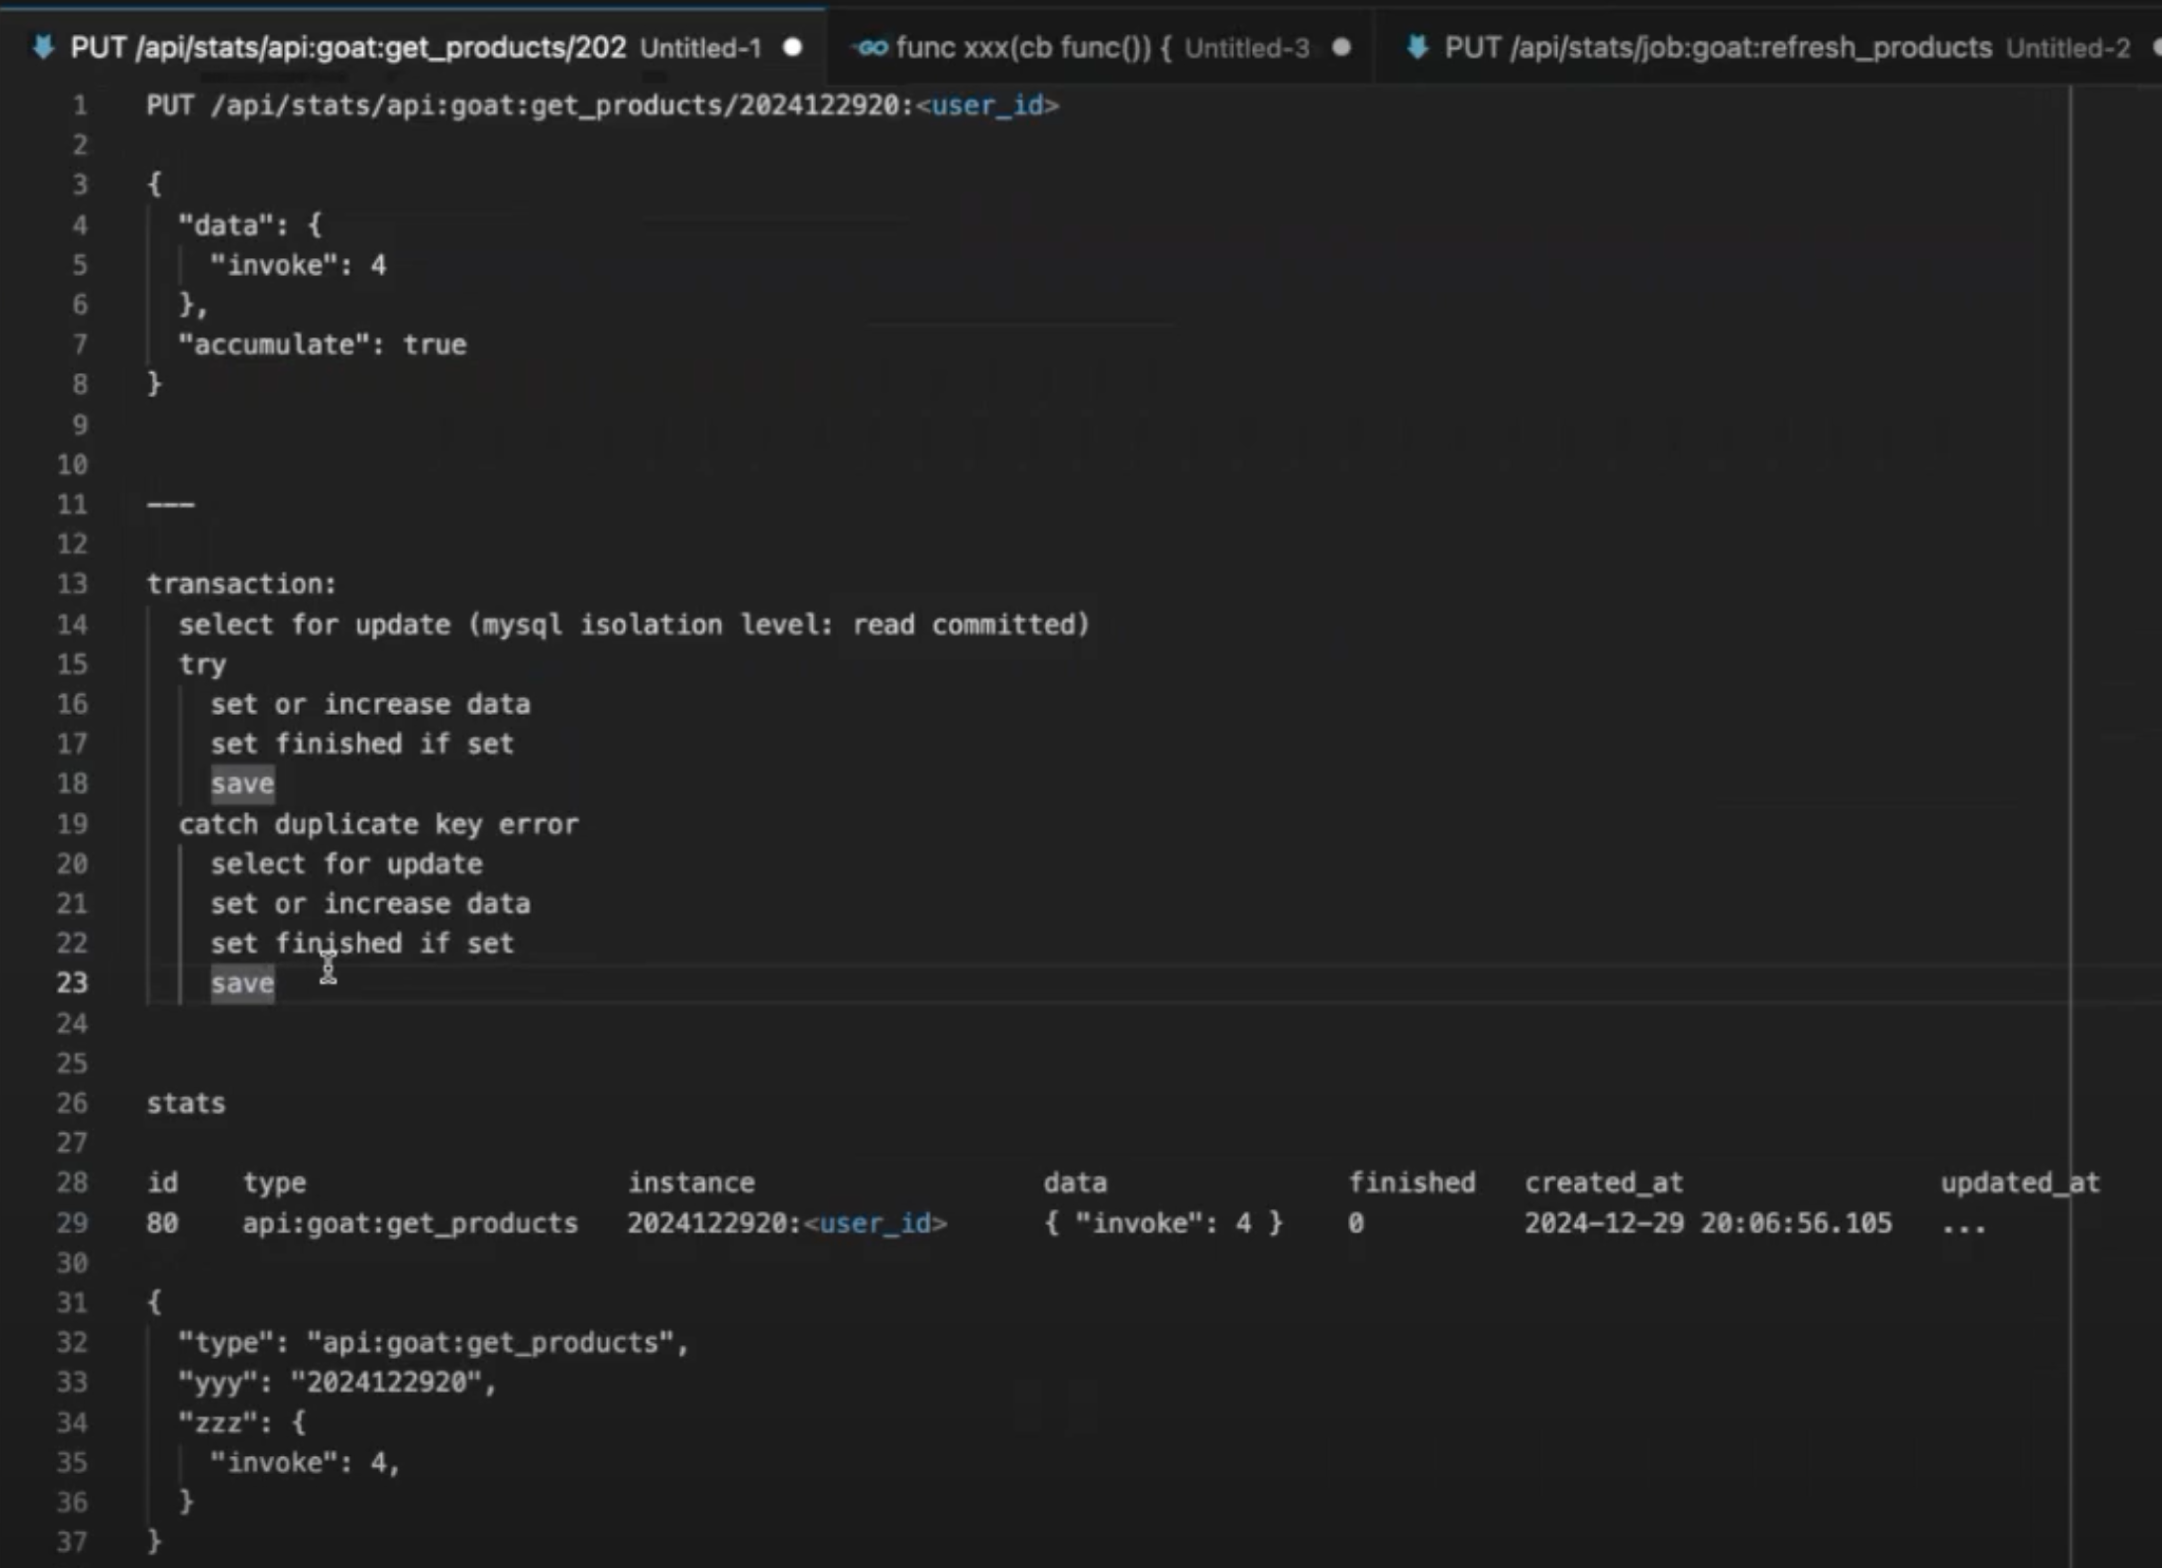 PUT /api/stats/api:goat:get_products/202 Untitled-1 GO func xxx(cb func()) { Untitled-3 PUT /api/stats/job:goat:refresh_products Untitled-2
1 PUT /api/stats/api:goat:get_products/2024122920:<user_id>
2
3 {
4 "data": {
5 "invoke": 4
6 },
7 "accumulate": true
8 }
9
10
11 ---
12
13 transaction:
14 select for update (mysql isolation level: read committed)
15 try
16 set or increase data
17 set finished if set
18 save
19 catch duplicate key error
20 select for update
21 set or increase data
22 set finished if set
23 save
24
25
26 stats
27
28 id type instance data finished created_at updated_at
29 80 api:goat:get_products 2024122920:<user_id> { "invoke": 4 } 0 2024-12-29 20:06:56.105 ...
30
31 {
32 "type": "api:goat:get_products",
33 "yyy": "2024122920",
34 "zzz": {
35 "invoke": 4,
36 }
37 }